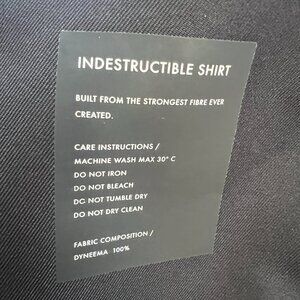 INDESTRUCTIBLE SHIRT
BUILT FROM THE STRONGEST FIBRE EVER
CREATED.
CARE INSTRUCTIONS /
MACHINE WASH MAX 30° C
DO NOT IRON
DO NOT BLEACH
DO NOT TUMBLE DRY
DO NOT DRY CLEAN
FABRIC COMPOSITION /
DYNEEMA 100%